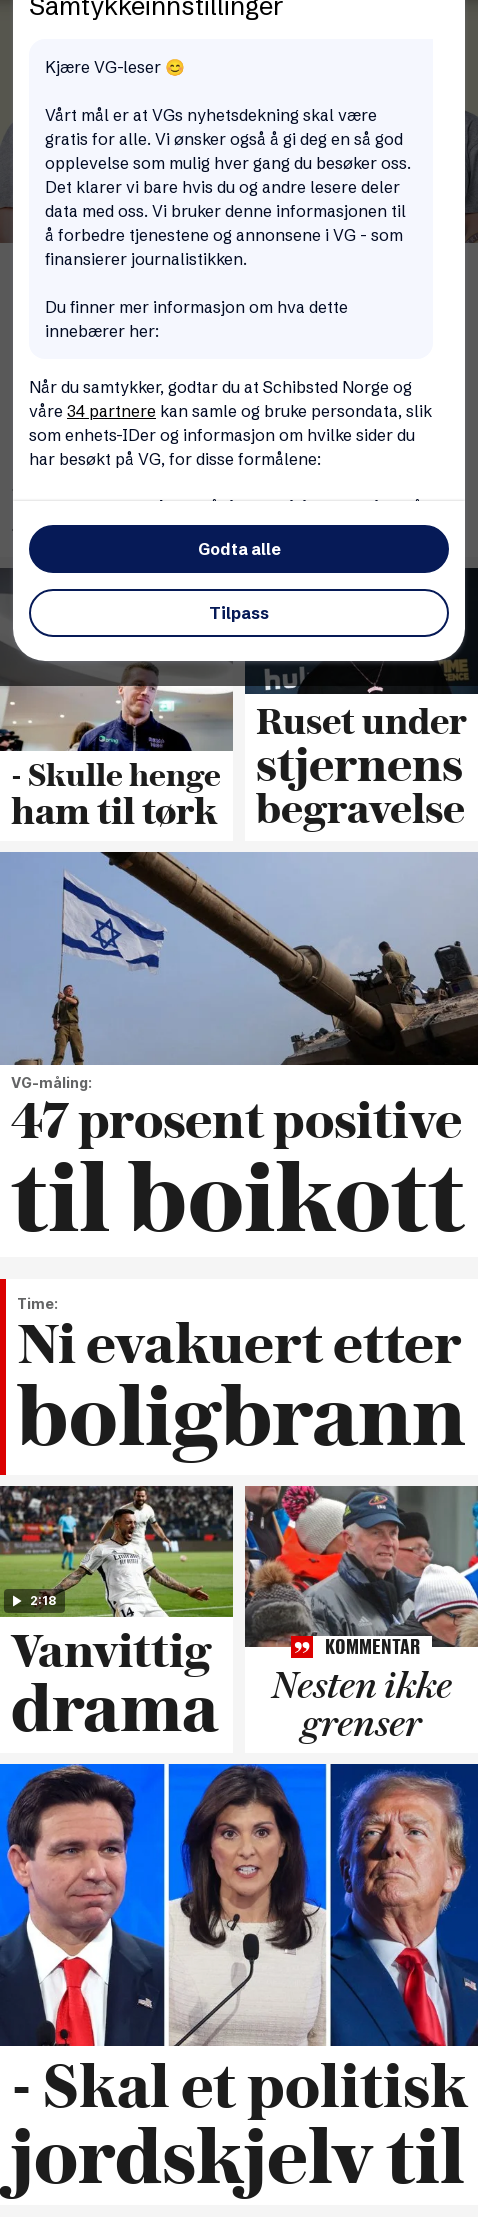 Samtykkeinnstillinger
Kjære VG-leser 😊
Vårt mål er at VGs nyhetsdekning skal være
gratis for alle. Vi ønsker også å gi deg en så god
opplevelse som mulig hver gang du besøker oss.
Det klarer vi bare hvis du og andre lesere deler
data med oss. Vi bruker denne informasjonen til
å forbedre tjenestene og annonsene i VG - som
finansierer journalistikken.
Du finner mer informasjon om hva dette
innebærer her:
Når du samtykker, godtar du at Schibsted Norge og
våre 34 partnere kan samle og bruke persondata, slik
som enhets-IDer og informasjon om hvilke sider du
har besøkt på VG, for disse formålene:
Godta alle
Tilpass
- Skulle henge
ham til tørk
Ruset under
stjernens
begravelse
VG-måling:
47 prosent positive
til boikott
Time:
Ni evakuert etter
boligbrann
2:18
Vanvittig
drama
KOMMENTAR
Nesten ikke
grenser
- Skal et politisk
jordskjelv til